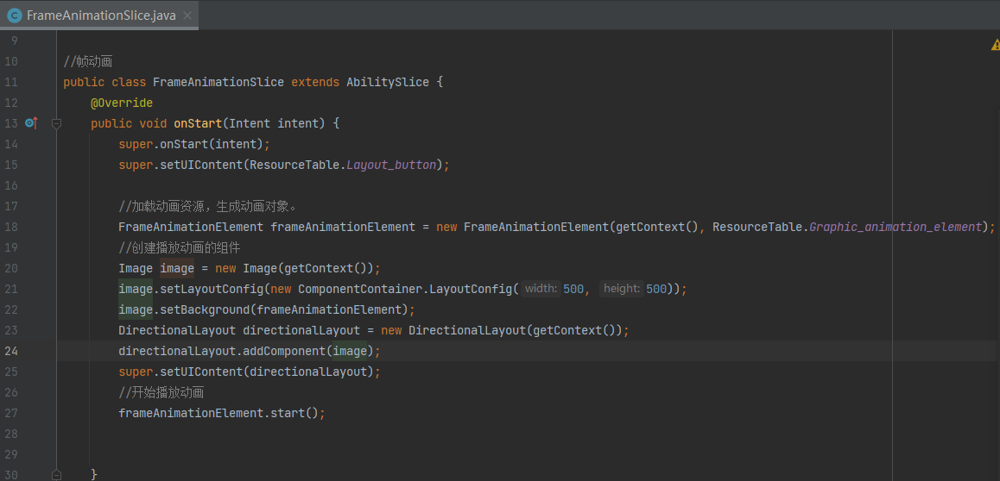 FrameAnimationSlice.java
9
10 //帧动画
11 public class FrameAnimationSlice extends AbilitySlice {
12 @Override
13 public void onStart(Intent intent) {
14 super.onStart(intent);
15 super.setUIContent(ResourceTable.Layout_button);
16
17 //加载动画资源，生成动画对象。
18 FrameAnimationElement frameAnimationElement = new FrameAnimationElement(getContext(), ResourceTable.Graphic_animation_element);
19 //创建播放动画的组件
20 Image image = new Image(getContext());
21 image.setLayoutConfig(new ComponentContainer.LayoutConfig( width: 500, height: 500));
22 image.setBackground(frameAnimationElement);
23 DirectionalLayout directionalLayout = new DirectionalLayout(getContext());
24 directionalLayout.addComponent(image);
25 super.setUIContent(directionalLayout);
26 //开始播放动画
27 frameAnimationElement.start();
28
29
30 }